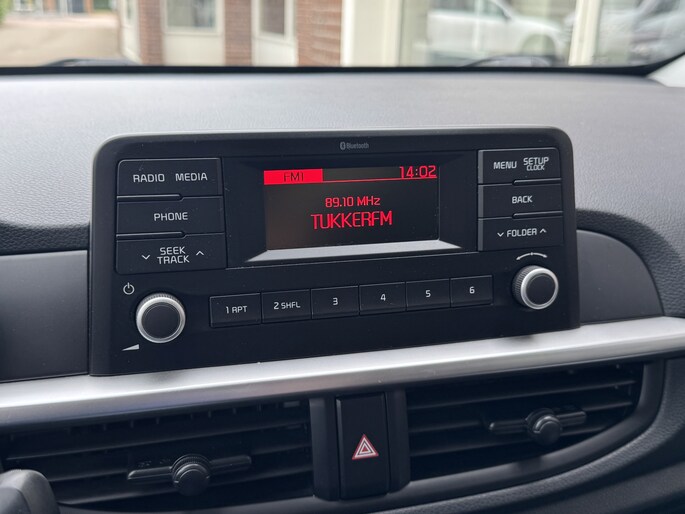 Bluetooth
RADIO MEDIA
PHONE
SEEK
TRACK
FM1 14:02
89.10 MHz
TUKKERFM
MENU SETUP
CLOCK
BACK
FOLDER
1 RPT 2 SHFL 3 4 5 6